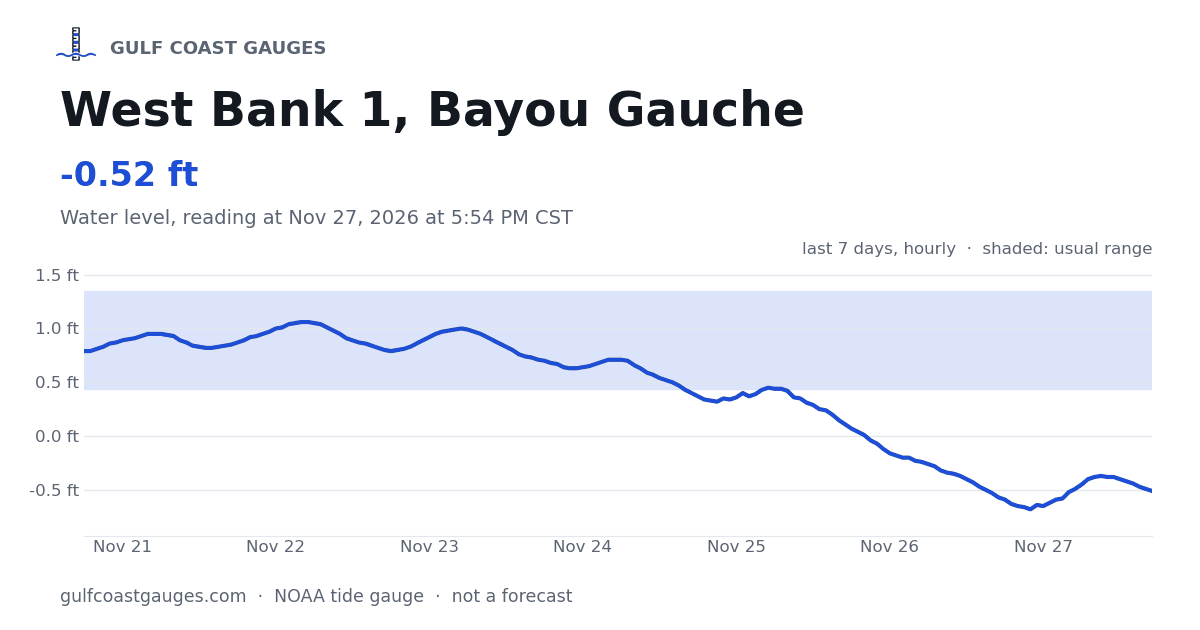 GULF COAST GAUGES
West Bank 1, Bayou Gauche
-0.52 ft
Water level, reading at Nov 27, 2026 at 5:54 PM CST
last 7 days, hourly · shaded: usual range
1.5 ft
1.0 ft
0.5 ft
0.0 ft
-0.5 ft
Nov 21 Nov 22 Nov 23 Nov 24 Nov 25 Nov 26 Nov 27
gulfcoastgauges.com · NOAA tide gauge · not a forecast